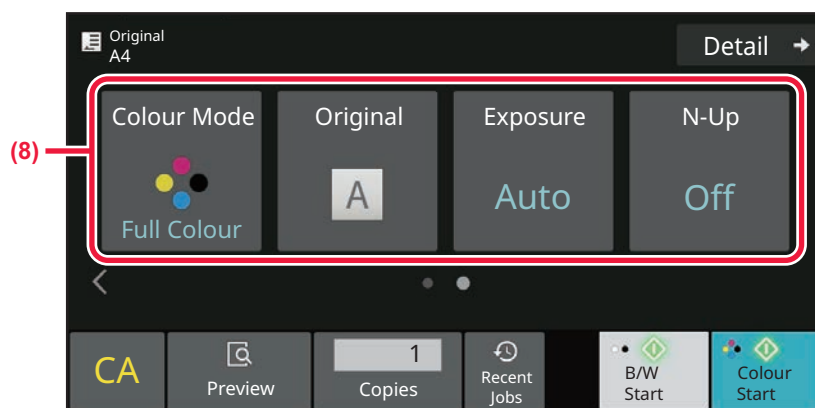 Original
A4
Detail
Colour Mode
Original
Exposure
N-Up
(8)
A
Auto
Off
Full Colour
CA
Preview
1
Copies
Recent
Jobs
B/W
Start
Colour
Start